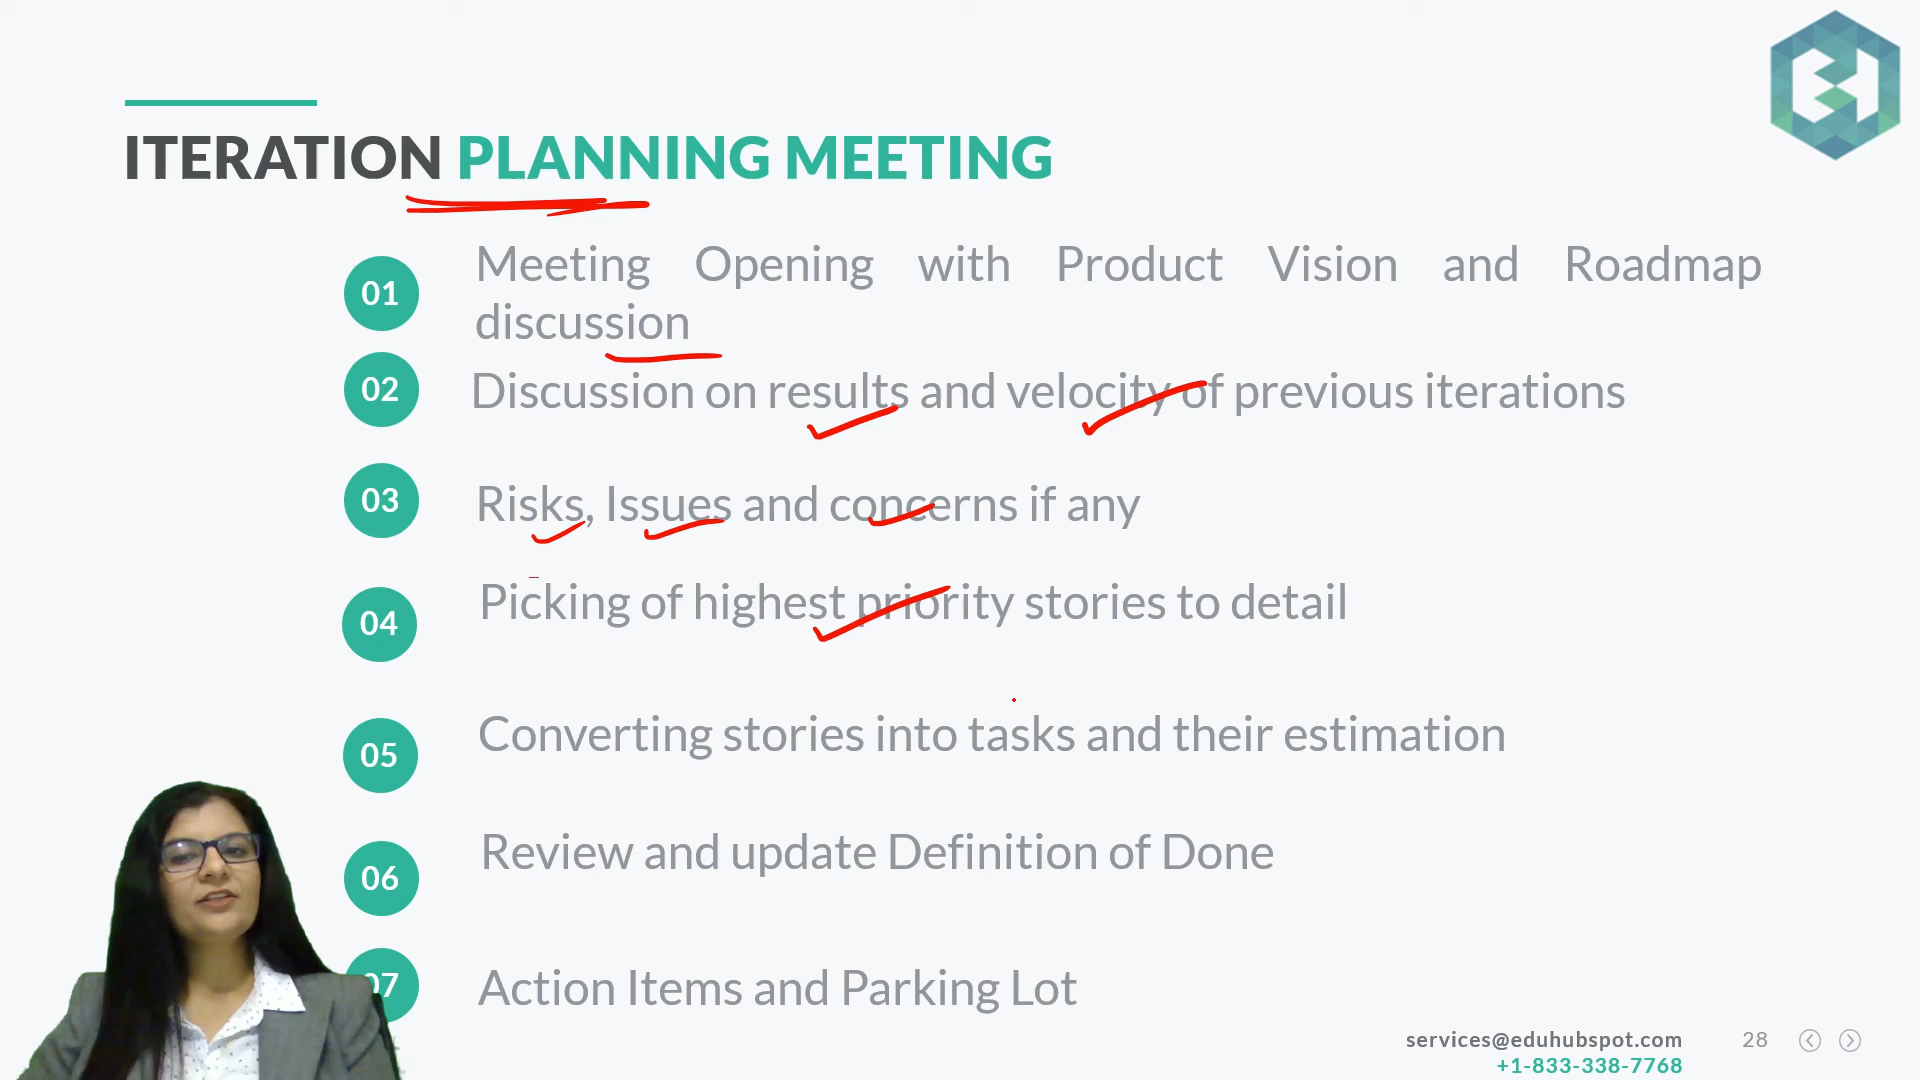 ITERATION PLANNING MEETING
01
Meeting Opening with Product Vision and Roadmap
discussion
02
Discussion on results and velocity of previous iterations
03
Risks, Issues and concerns if any
04
Picking of highest priority stories to detail
05
Converting stories into tasks and their estimation
06
Review and update Definition of Done
07
Action Items and Parking Lot
services@eduhubspot.com
28
+1-833-338-7768